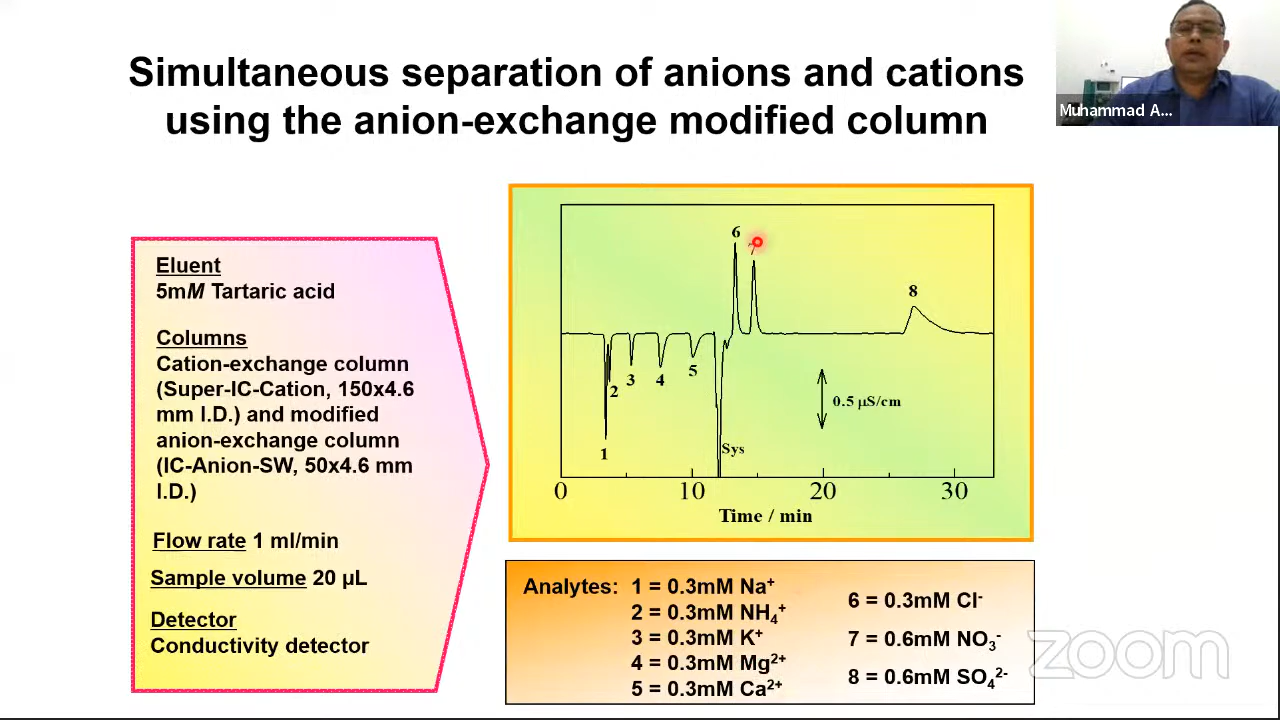 Simultaneous separation of anions and cations
using the anion-exchange modified column
Muhammad A...
Eluent
5mM Tartaric acid
Columns
Cation-exchange column
(Super-IC-Cation, 150x4.6
mm I.D.) and modified
anion-exchange column
(IC-Anion-SW, 50x4.6 mm
I.D.)
Flow rate 1 ml/min
Sample volume 20 µL
Detector
Conductivity detector
6
7
8
1
2
3
4
5
Sys
0.5 µS/cm
0
10
20
30
Time / min
Analytes:
1 = 0.3mM Na⁺
2 = 0.3mM NH₄⁺
3 = 0.3mM K⁺
4 = 0.3mM Mg²⁺
5 = 0.3mM Ca²⁺
6 = 0.3mM Cl⁻
7 = 0.6mM NO₃⁻
8 = 0.6mM SO₄²⁻
zoom